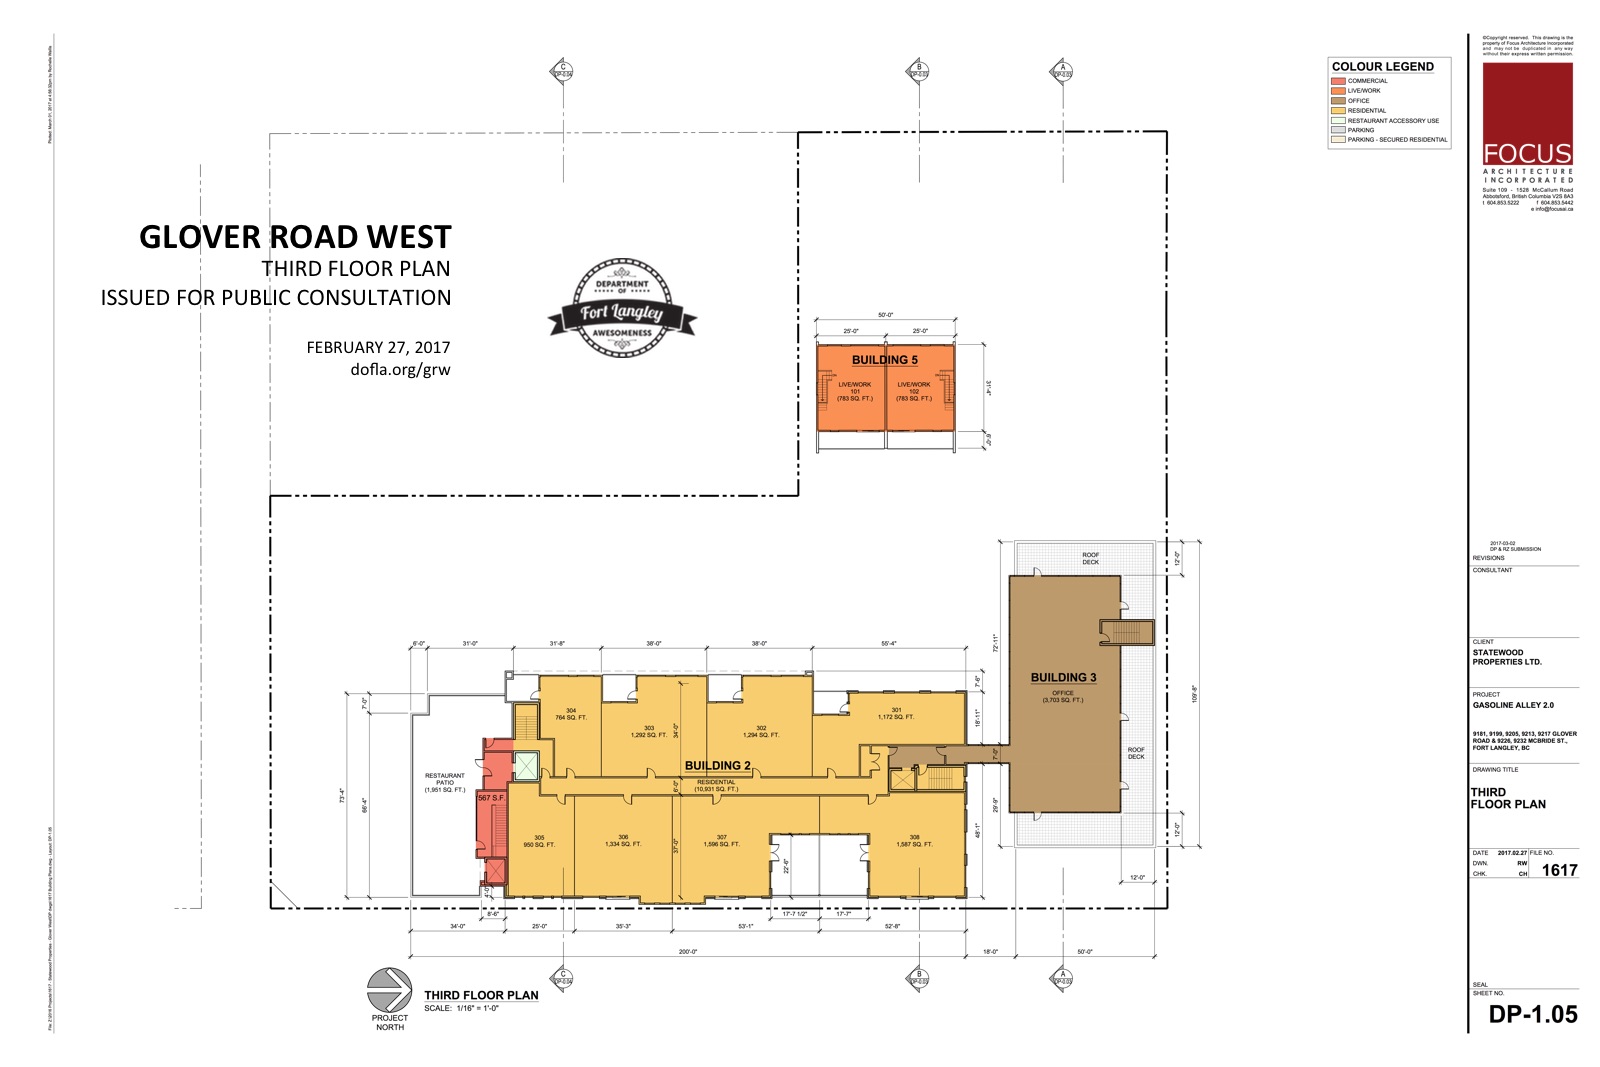 GLOVER ROAD WEST
THIRD FLOOR PLAN
ISSUED FOR PUBLIC CONSULTATION
FEBRUARY 27, 2017
dofla.org/grw
DEPARTMENT
OF
Fort Langley
AWESOMENESS
C
DP-0.04
B
DP-0.03
A
DP-0.03
COLOUR LEGEND
COMMERCIAL
LIVE/WORK
OFFICE
RESIDENTIAL
RESTAURANT ACCESSORY USE
PARKING
PARKING - SECURED RESIDENTIAL
50'-0"
25'-0"
25'-0"
BUILDING 5
LIVE/WORK
101
(783 SQ. FT.)
LIVE/WORK
102
(783 SQ. FT.)
31'-4"
6'-0"
ROOF
DECK
12'-0"
72'-11"
109'-8"
BUILDING 3
OFFICE
(3,703 SQ. FT.)
ROOF
DECK
7'-0"
29'-9"
12'-0"
12'-0"
6'-0"
31'-0"
31'-8"
38'-0"
38'-0"
55'-4"
7'-6"
18'-11"
48'-1"
7'-0"
73'-4"
66'-4"
304
764 SQ. FT.
303
1,292 SQ. FT.
34'-0"
302
1,294 SQ. FT.
301
1,172 SQ. FT.
BUILDING 2
RESIDENTIAL
(10,931 SQ. FT.)
6'-0"
RESTAURANT
PATIO
(1,951 SQ. FT.)
567 S.F.
305
950 SQ. FT.
306
1,334 SQ. FT.
37'-0"
307
1,596 SQ. FT.
22'-6"
308
1,587 SQ. FT.
4'-0"
8'-6"
17'-7 1/2"
17'-7"
34'-0"
25'-0"
35'-3"
53'-1"
52'-8"
200'-0"
18'-0"
50'-0"
C
DP-0.04
B
DP-0.03
A
DP-0.03
PROJECT
NORTH
THIRD FLOOR PLAN
SCALE: 1/16" = 1'-0"
©Copyright reserved. This drawing is the
property of Focus Architecture Incorporated
and may not be duplicated in any way
without their express written permission.
FOCUS
ARCHITECTURE
INCORPORATED
Suite 109 - 1528 McCallum Road
Abbotsford, British Columbia V2S 8A3
t 604.853.5222 f 604.853.5442
e info@focusai.ca
2017-03-02
DP & RZ SUBMISSION
REVISIONS
CONSULTANT
CLIENT
STATEWOOD
PROPERTIES LTD.
PROJECT
GASOLINE ALLEY 2.0
9181, 9199, 9205, 9213, 9217 GLOVER
ROAD & 9226, 9232 MCBRIDE ST.,
FORT LANGLEY, BC
DRAWING TITLE
THIRD
FLOOR PLAN
DATE 2017.02.27 FILE NO.
DWN. RW
CHK. CH
1617
SEAL
SHEET NO.
DP-1.05